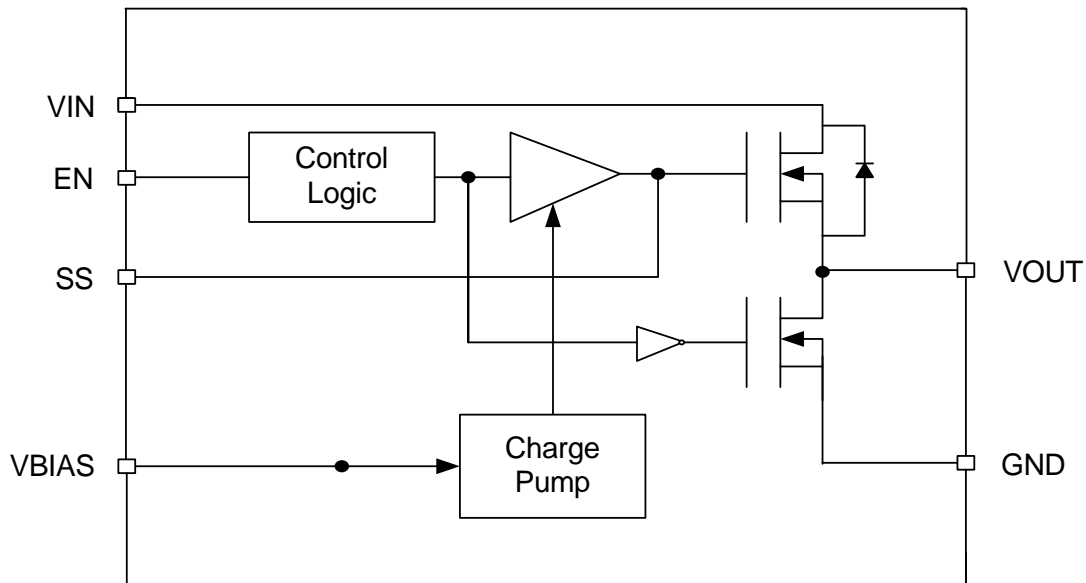 VIN
EN
Control
Logic
SS
VOUT
VBIAS
Charge
Pump
GND